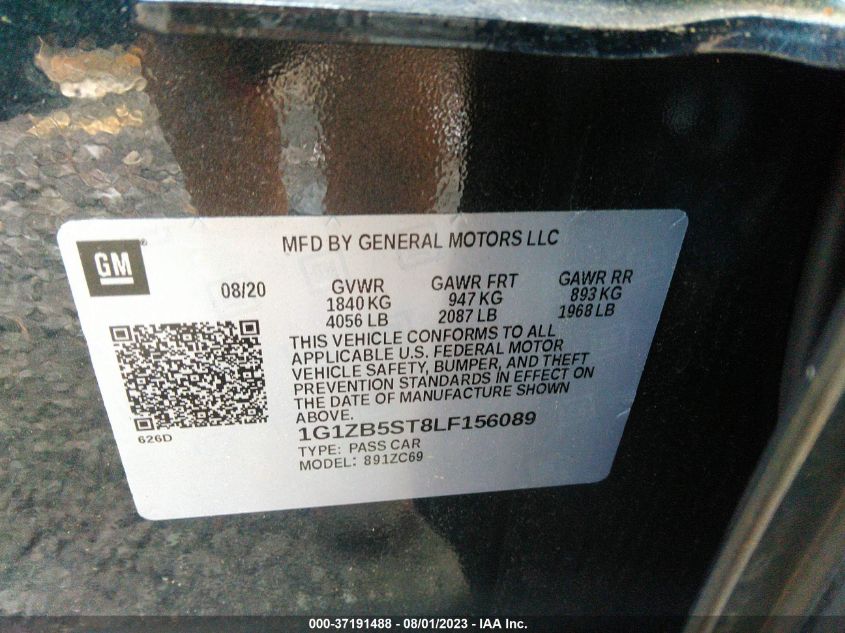 GM®
MFD BY GENERAL MOTORS LLC
08/20
GVWR
1840 KG
4056 LB
GAWR FRT
947 KG
2087 LB
GAWR RR
893 KG
1968 LB
THIS VEHICLE CONFORMS TO ALL
APPLICABLE U.S. FEDERAL MOTOR
VEHICLE SAFETY, BUMPER, AND THEFT
PREVENTION STANDARDS IN EFFECT ON
THE DATE OF MANUFACTURE SHOWN
ABOVE.
626D
1G1ZB5ST8LF156089
TYPE: PASS CAR
MODEL: 891ZC69
000-37191488 - 08/01/2023 - IAA Inc.